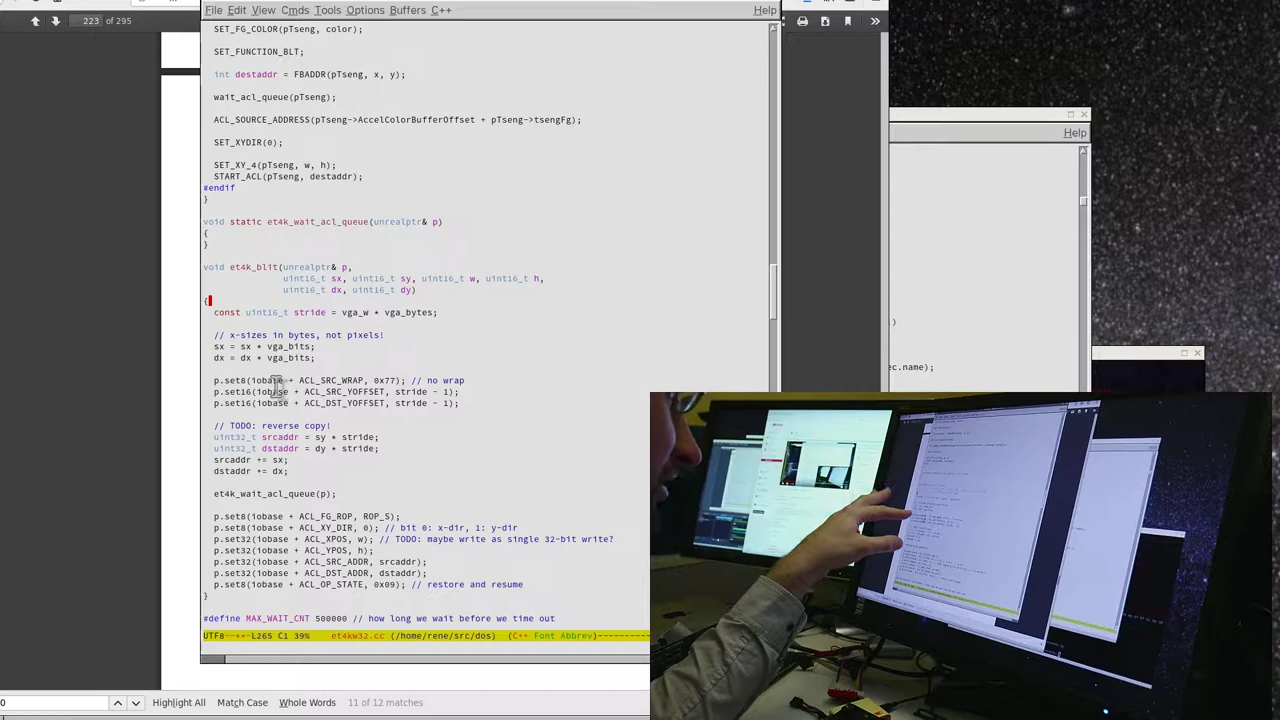 File Edit View Cmds Tools Options Buffers C++ Help
223 of 295
SET_FG_COLOR(pTseng, color);
SET_FUNCTION_BLT;
int destaddr = FBADDR(pTseng, x, y);
wait_acl_queue(pTseng);
ACL_SOURCE_ADDRESS(pTseng->AccelColorBufferOffset + pTseng->tsengFg);
SET_XYDIR(0);
SET_XY_4(pTseng, w, h);
START_ACL(pTseng, destaddr);
#endif
}
void static et4k_wait_acl_queue(unrealptr& p)
{
}
void et4k_blit(unrealptr& p,
uint16_t sx, uint16_t sy, uint16_t w, uint16_t h,
uint16_t dx, uint16_t dy)
{
const uint16_t stride = vga_w * vga_bytes;
// x-sizes in bytes, not pixels!
sx = sx * vga_bits;
dx = dx * vga_bits;
p.set8(iobase + ACL_SRC_WRAP, 0x77); // no wrap
p.set16(iobase + ACL_SRC_YOFFSET, stride - 1);
p.set16(iobase + ACL_DST_YOFFSET, stride - 1);
// TODO: reverse copy!
uint32_t srcaddr = sy * stride;
uint32_t dstaddr = dy * stride;
srcaddr += sx;
dstaddr += dx;
et4k_wait_acl_queue(p);
p.set8(iobase + ACL_FG_ROP, ROP_S);
p.set8(iobase + ACL_XY_DIR, 0); // bit 0: x-dir, 1: y-dir
p.set32(iobase + ACL_XPOS, w); // TODO: maybe write as single 32-bit write?
p.set32(iobase + ACL_YPOS, h);
p.set32(iobase + ACL_SRC_ADDR, srcaddr);
p.set32(iobase + ACL_DST_ADDR, dstaddr);
p.set8(iobase + ACL_OP_STATE, 0x09); // restore and resume
}
#define MAX_WAIT_CNT 500000 // how long we wait before we time out
UTF8--**-L265 C1 39% et4kw32.cc (/home/rene/src/dos) (C++ Font Abbrev)
Help
)
ec.name);
0 Highlight All Match Case Whole Words 11 of 12 matches